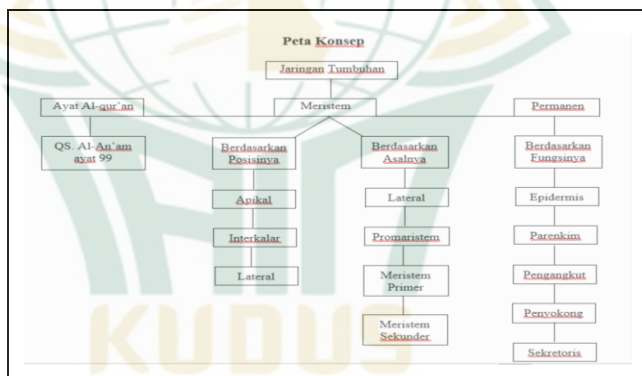 Peta Konsep
Jaringan Tumbuhan
Ayat Al-qur'an
Meristem
Permanen
QS. Al-An'am
ayat 99
Berdasarkan
Posisinya
Berdasarkan
Asalnya
Berdasarkan
Fungsinya
Apikal
Lateral
Epidermis
Interkalar
Promaristem
Parenkim
Lateral
Meristem
Primer
Pengangkut
Meristem
Sekunder
Penyokong
Sekretoris
KUDUS